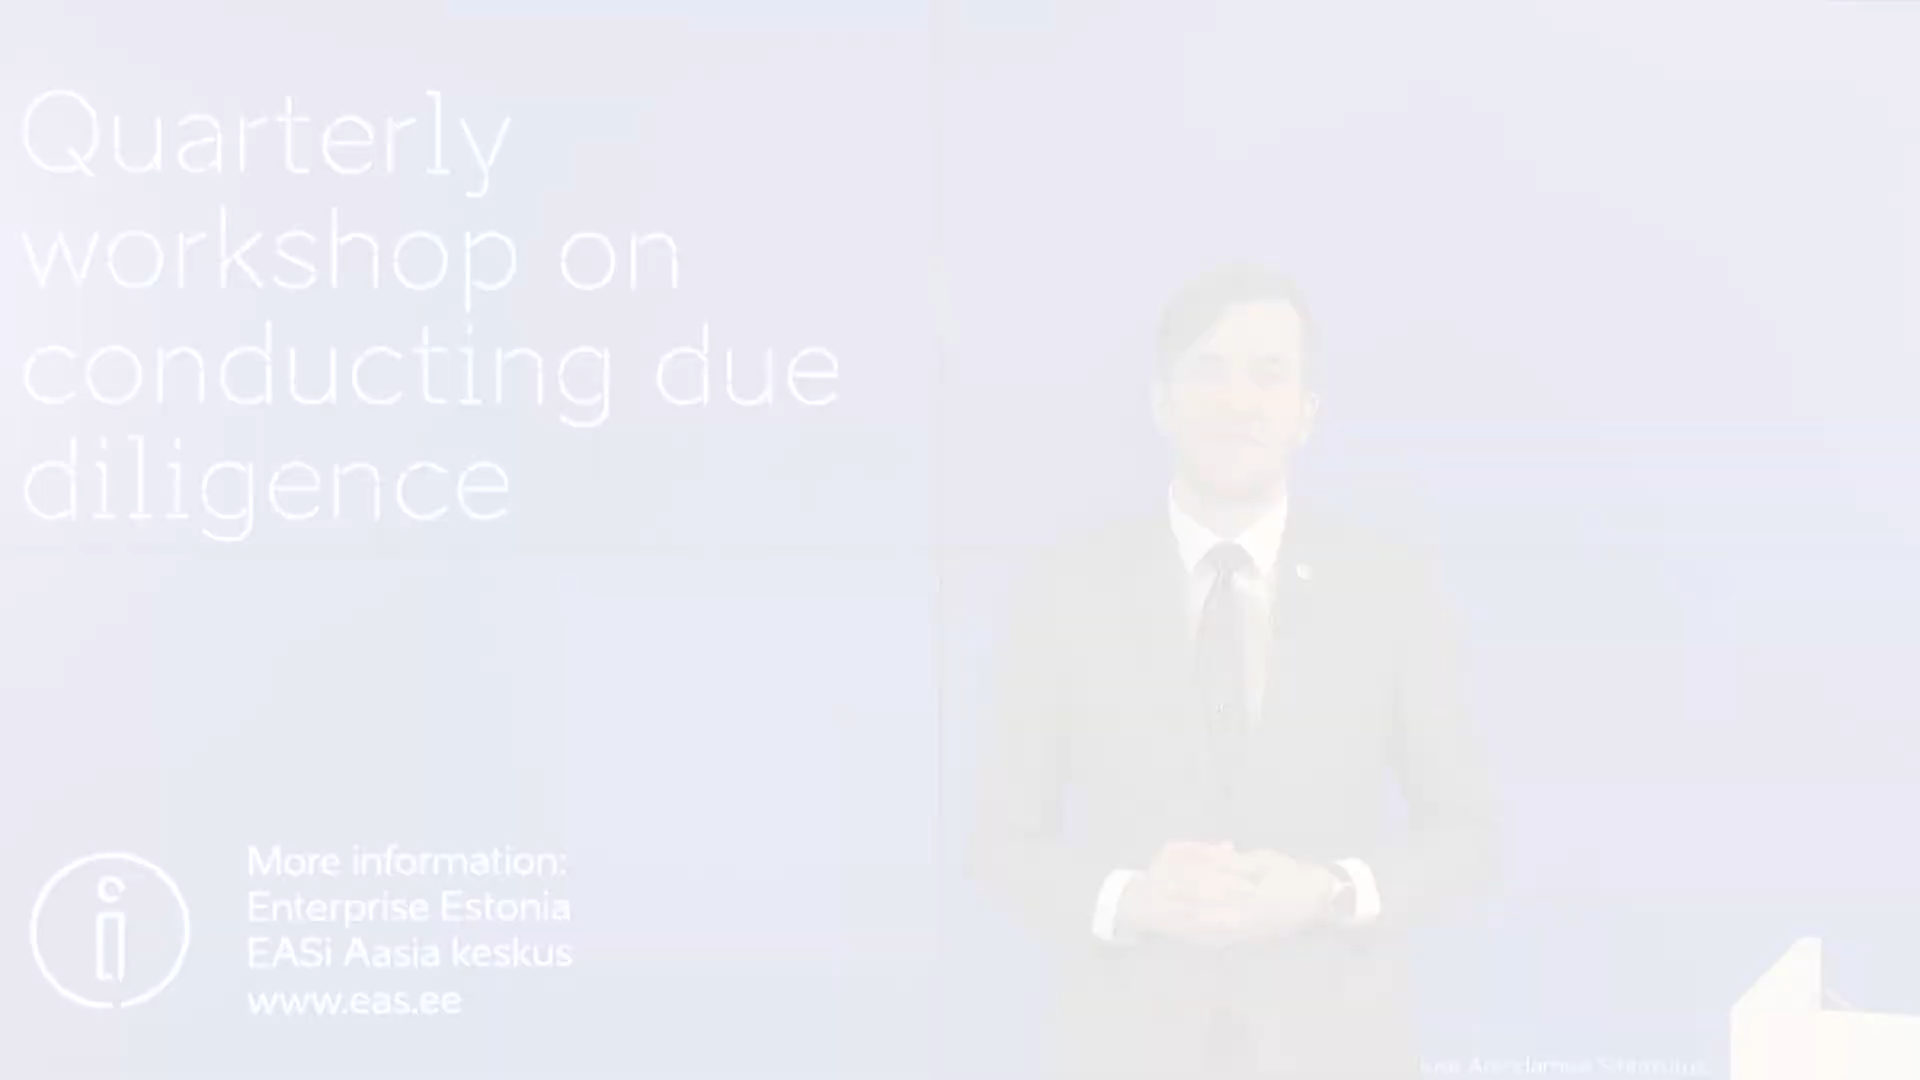 Quarterly
workshop on
conducting due
diligence
More information:
Enterprise Estonia
EASi Aasia keskus
www.eas.ee